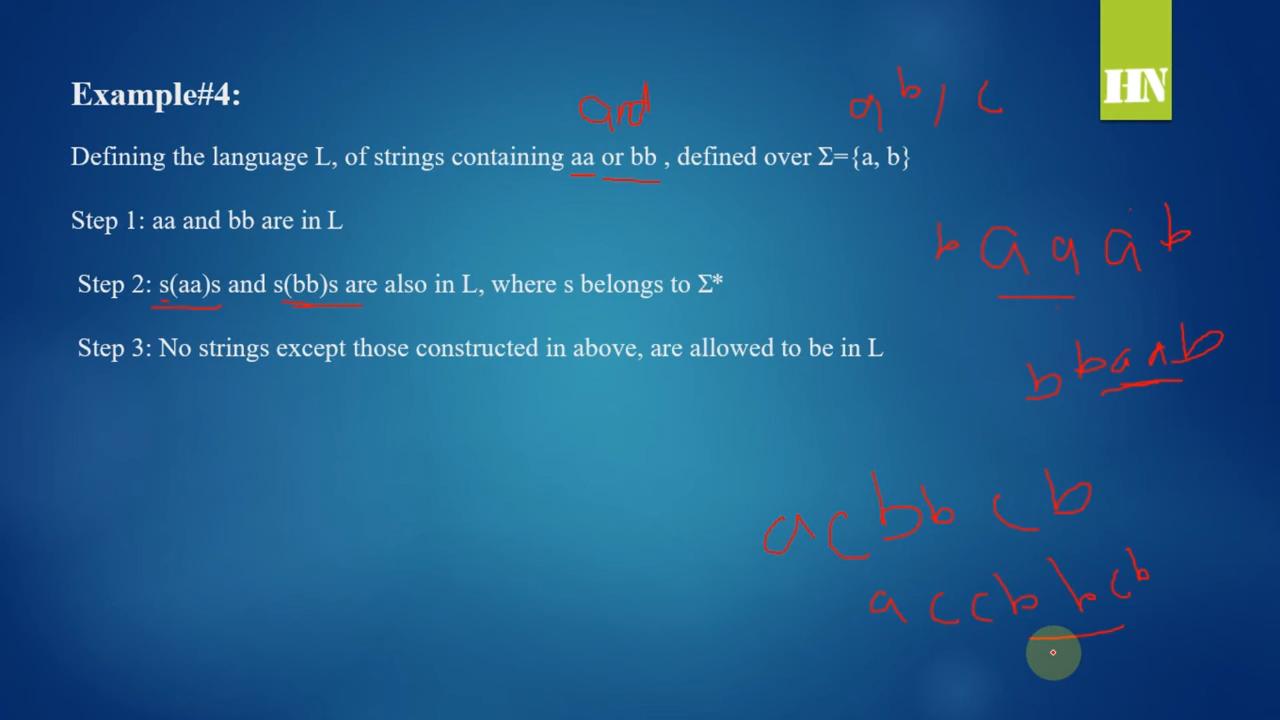 HN
Example#4:
and
a b, c
Defining the language L, of strings containing aa or bb , defined over Σ={a, b}
Step 1: aa and bb are in L
b a a a b
Step 2: s(aa)s and s(bb)s are also in L, where s belongs to Σ*
Step 3: No strings except those constructed in above, are allowed to be in L
b b a a b
a c b b c b
a c c b b c b